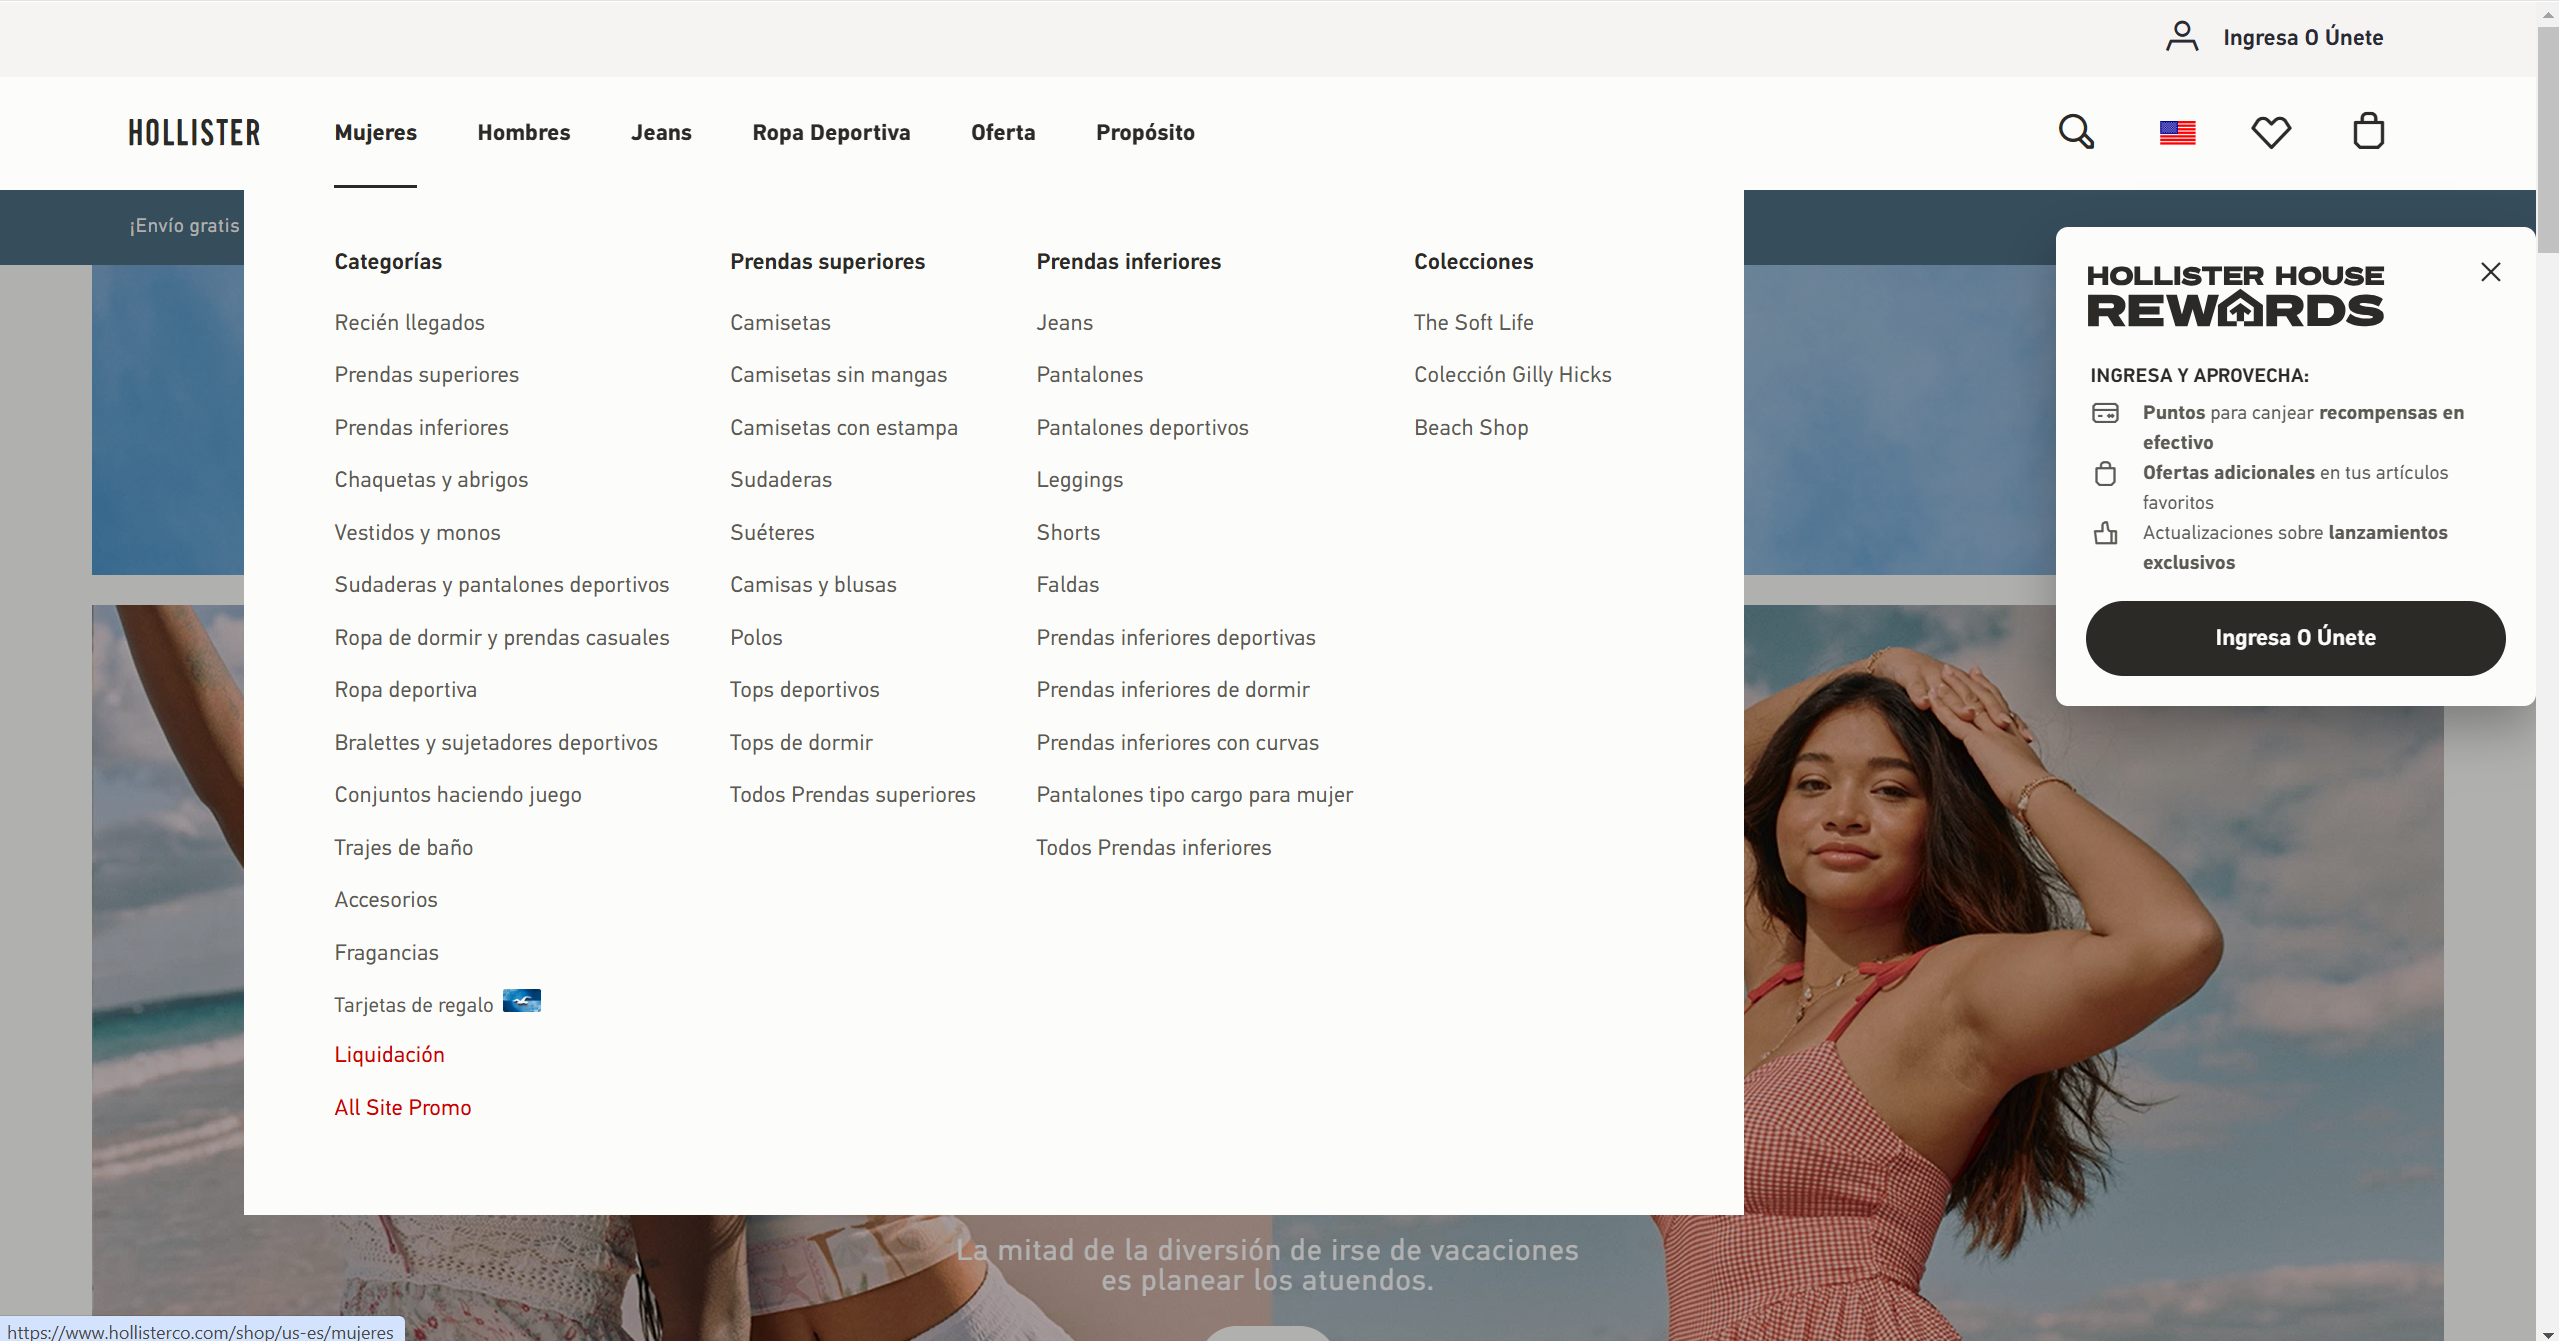 Ingresa O Únete
HOLLISTER
Mujeres
Hombres
Jeans
Ropa Deportiva
Oferta
Propósito
¡Envío gratis
Categorías
Recién llegados
Prendas superiores
Prendas inferiores
Chaquetas y abrigos
Vestidos y monos
Sudaderas y pantalones deportivos
Ropa de dormir y prendas casuales
Ropa deportiva
Bralettes y sujetadores deportivos
Conjuntos haciendo juego
Trajes de baño
Accesorios
Fragancias
Tarjetas de regalo
Liquidación
All Site Promo
Prendas superiores
Camisetas
Camisetas sin mangas
Camisetas con estampa
Sudaderas
Suéteres
Camisas y blusas
Polos
Tops deportivos
Tops de dormir
Todos Prendas superiores
Prendas inferiores
Jeans
Pantalones
Pantalones deportivos
Leggings
Shorts
Faldas
Prendas inferiores deportivas
Prendas inferiores de dormir
Prendas inferiores con curvas
Pantalones tipo cargo para mujer
Todos Prendas inferiores
Colecciones
The Soft Life
Colección Gilly Hicks
Beach Shop
HOLLISTER HOUSE
REWARDS
INGRESA Y APROVECHA:
Puntos para canjear recompensas en
efectivo
Ofertas adicionales en tus artículos
favoritos
Actualizaciones sobre lanzamientos
exclusivos
Ingresa O Únete
La mitad de la diversión de irse de vacaciones
es planear los atuendos.
https://www.hollisterco.com/shop/us-es/mujeres